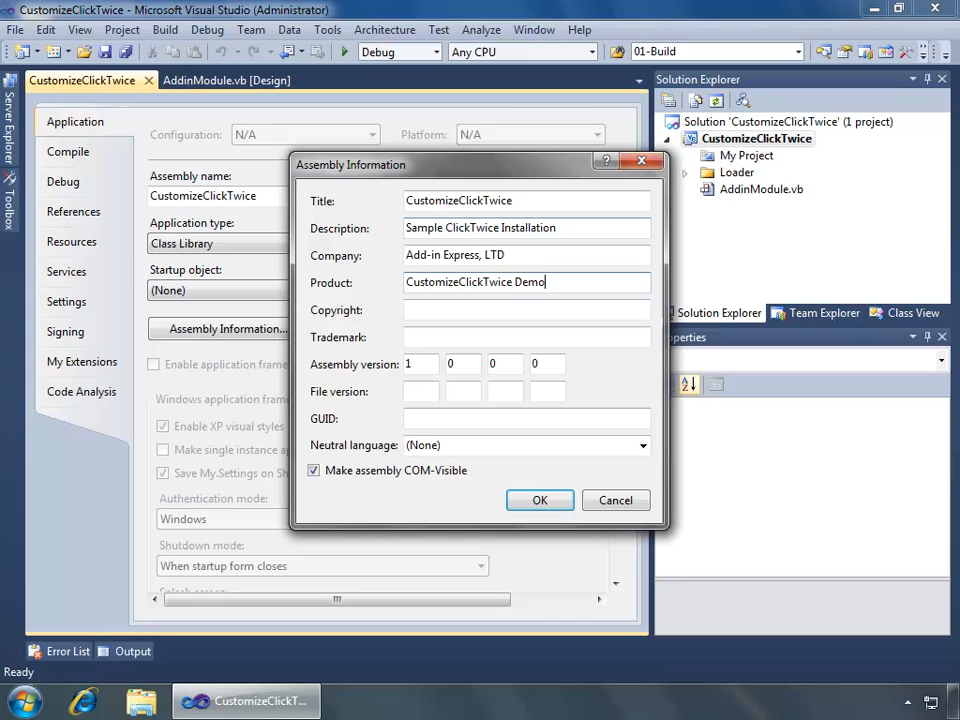 CustomizeClickTwice - Microsoft Visual Studio (Administrator)
File Edit View Project Build Debug Team Data Tools Architecture Test Analyze Window Help
Debug Any CPU 01-Build
CustomizeClickTwice AddinModule.vb [Design]
Solution Explorer
Server Explorer
Toolbox
Application
Compile
Debug
References
Resources
Services
Settings
Signing
My Extensions
Code Analysis
Configuration: N/A Platform: N/A
Assembly name:
CustomizeClickTwice
Application type:
Class Library
Startup object:
(None)
Assembly Information...
Enable application frame
Windows application fram
Enable XP visual styles
Make single instance a
Save My.Settings on Sh
Authentication mode:
Windows
Shutdown mode:
When startup form closes
Assembly Information
Title: CustomizeClickTwice
Description: Sample ClickTwice Installation
Company: Add-in Express, LTD
Product: CustomizeClickTwice Demo
Copyright:
Trademark:
Assembly version: 1 0 0 0
File version:
GUID:
Neutral language: (None)
Make assembly COM-Visible
OK Cancel
Solution 'CustomizeClickTwice' (1 project)
CustomizeClickTwice
My Project
Loader
AddinModule.vb
Solution Explorer Team Explorer Class View
operties
Error List Output
Ready
CustomizeClickT...